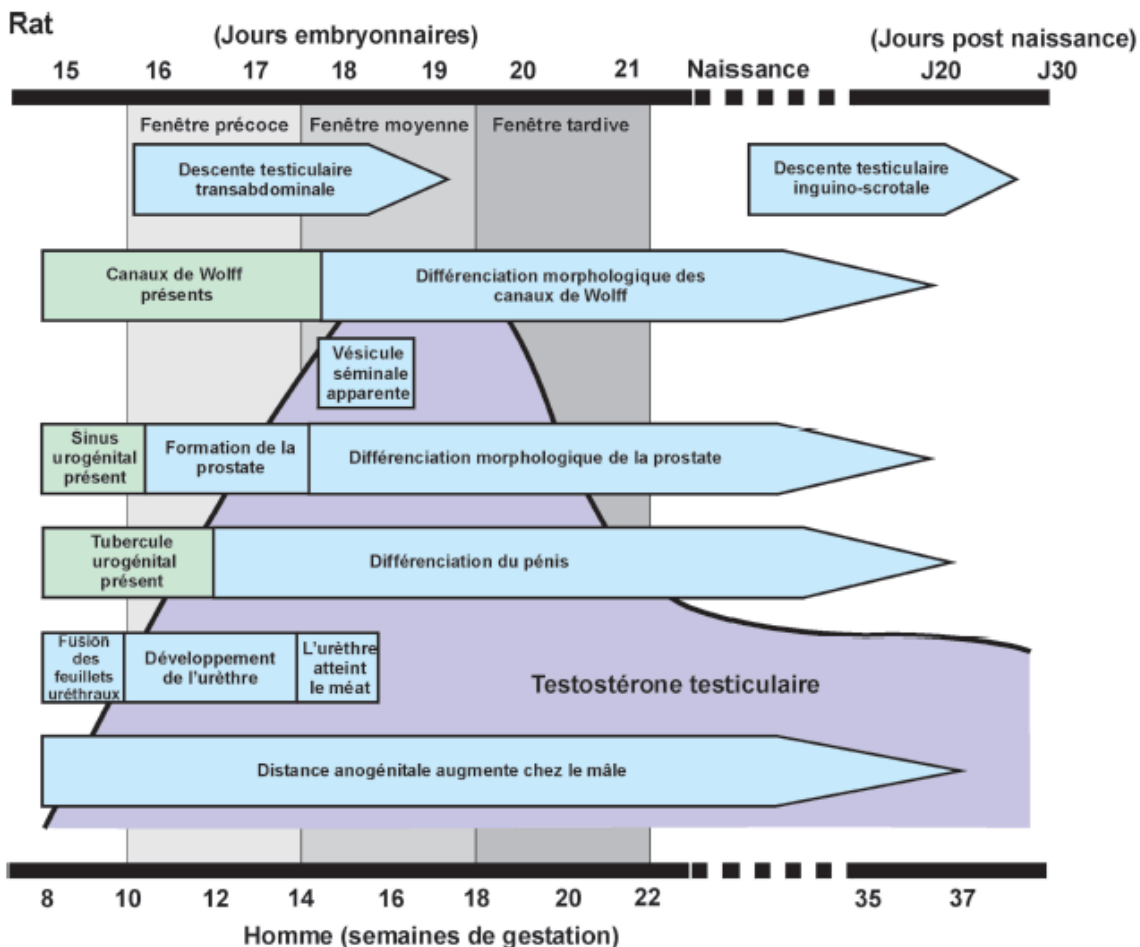 Rat
(Jours embryonnaires)
(Jours post naissance)
15 16 17 18 19 20 21 Naissance J20 J30
Fenêtre précoce Fenêtre moyenne Fenêtre tardive
Descente testiculaire
transabdominale
Descente testiculaire
inguino-scrotale
Canaux de Wolff
présents
Différenciation morphologique des
canaux de Wolff
Vésicule
séminale
apparente
Sinus
urogénital
présent
Formation de la
prostate
Différenciation morphologique de la prostate
Tubercule
urogénital
présent
Différenciation du pénis
Fusion
des
feuillets
uréthraux
Développement
de l'urèthre
L'urèthre
atteint
le méat
Testostérone testiculaire
Distance anogénitale augmente chez le mâle
8 10 12 14 16 18 20 22 35 37
Homme (semaines de gestation)